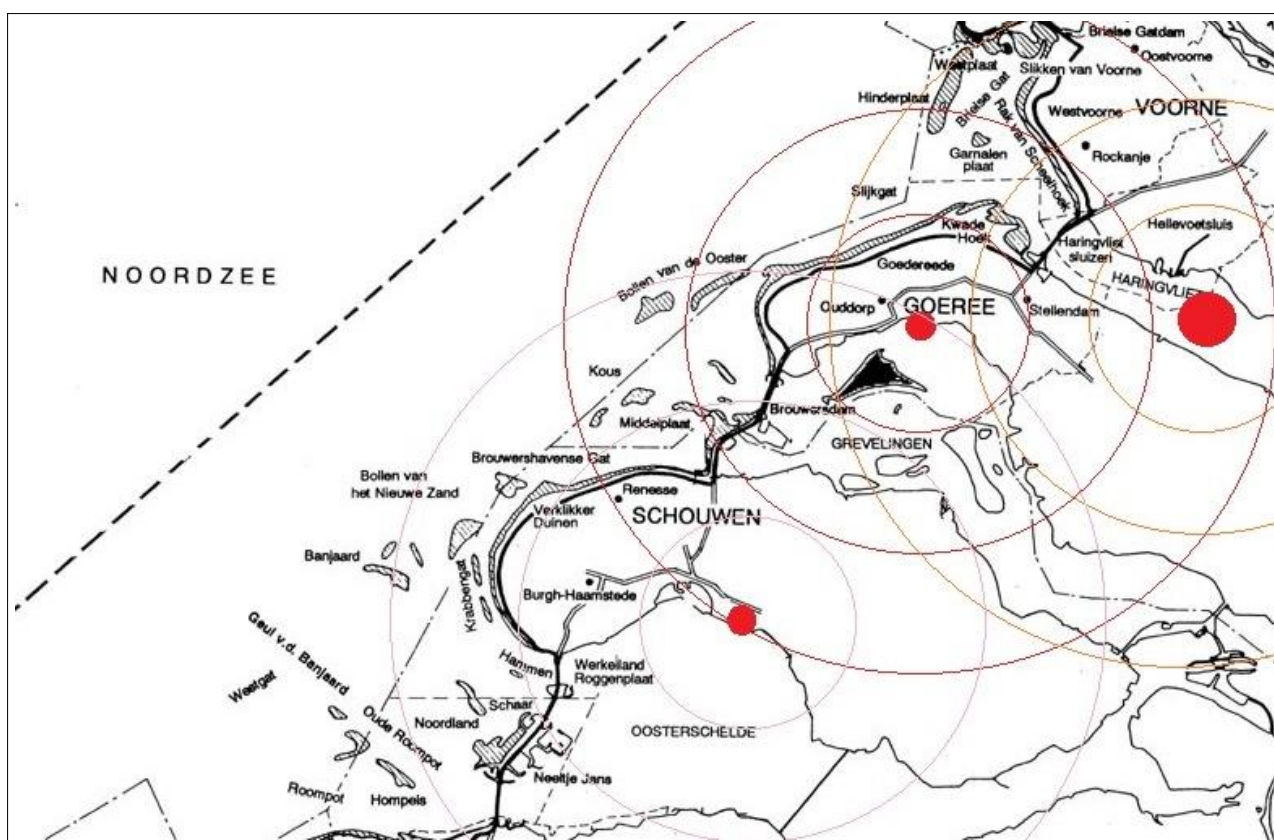 Brielse Gatdam
Oostvoorne
Westplaat
Slikken van Voorne
Hinderplaat
Brielse Gat
Rak van Scheelhoek
Westvoorne
VOORNE
Garnalen
plaat
Rockanje
Slijkgat
Kwade
Hoek
Haringvliet
sluizen
Hellevoetsluis
NOORDZEE
Bollen van de Ooster
Goedereede
HARINGVLIET
Ouddorp
GOEREE
Stellendam
Kous
Middelplaat
Brouwersdam
GREVELINGEN
Brouwershavense Gat
Bollen van
het Nieuwe Zand
Renesse
Verklikker
Duinen
SCHOUWEN
Banjaard
Krabbengat
Burgh-Haamstede
Geul v.d. Banjaard
Hammen
Werkeiland
Roggenplaat
Westgat
Oude Roompot
Noordland
Schaar
OOSTERSCHELDE
Neeltje Jans
Roompot
Hompels